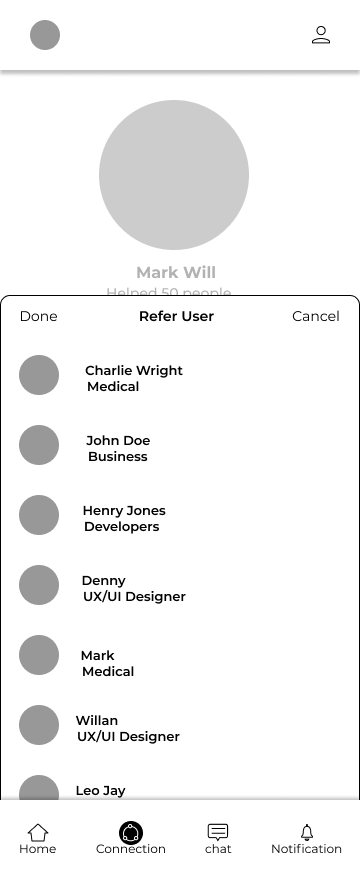 Mark Will
Helped 50 people
Done Refer User Cancel
Charlie Wright
Medical
John Doe
Business
Henry Jones
Developers
Denny
UX/UI Designer
Mark
Medical
Willan
UX/UI Designer
Leo Jay
Home Connection chat Notification